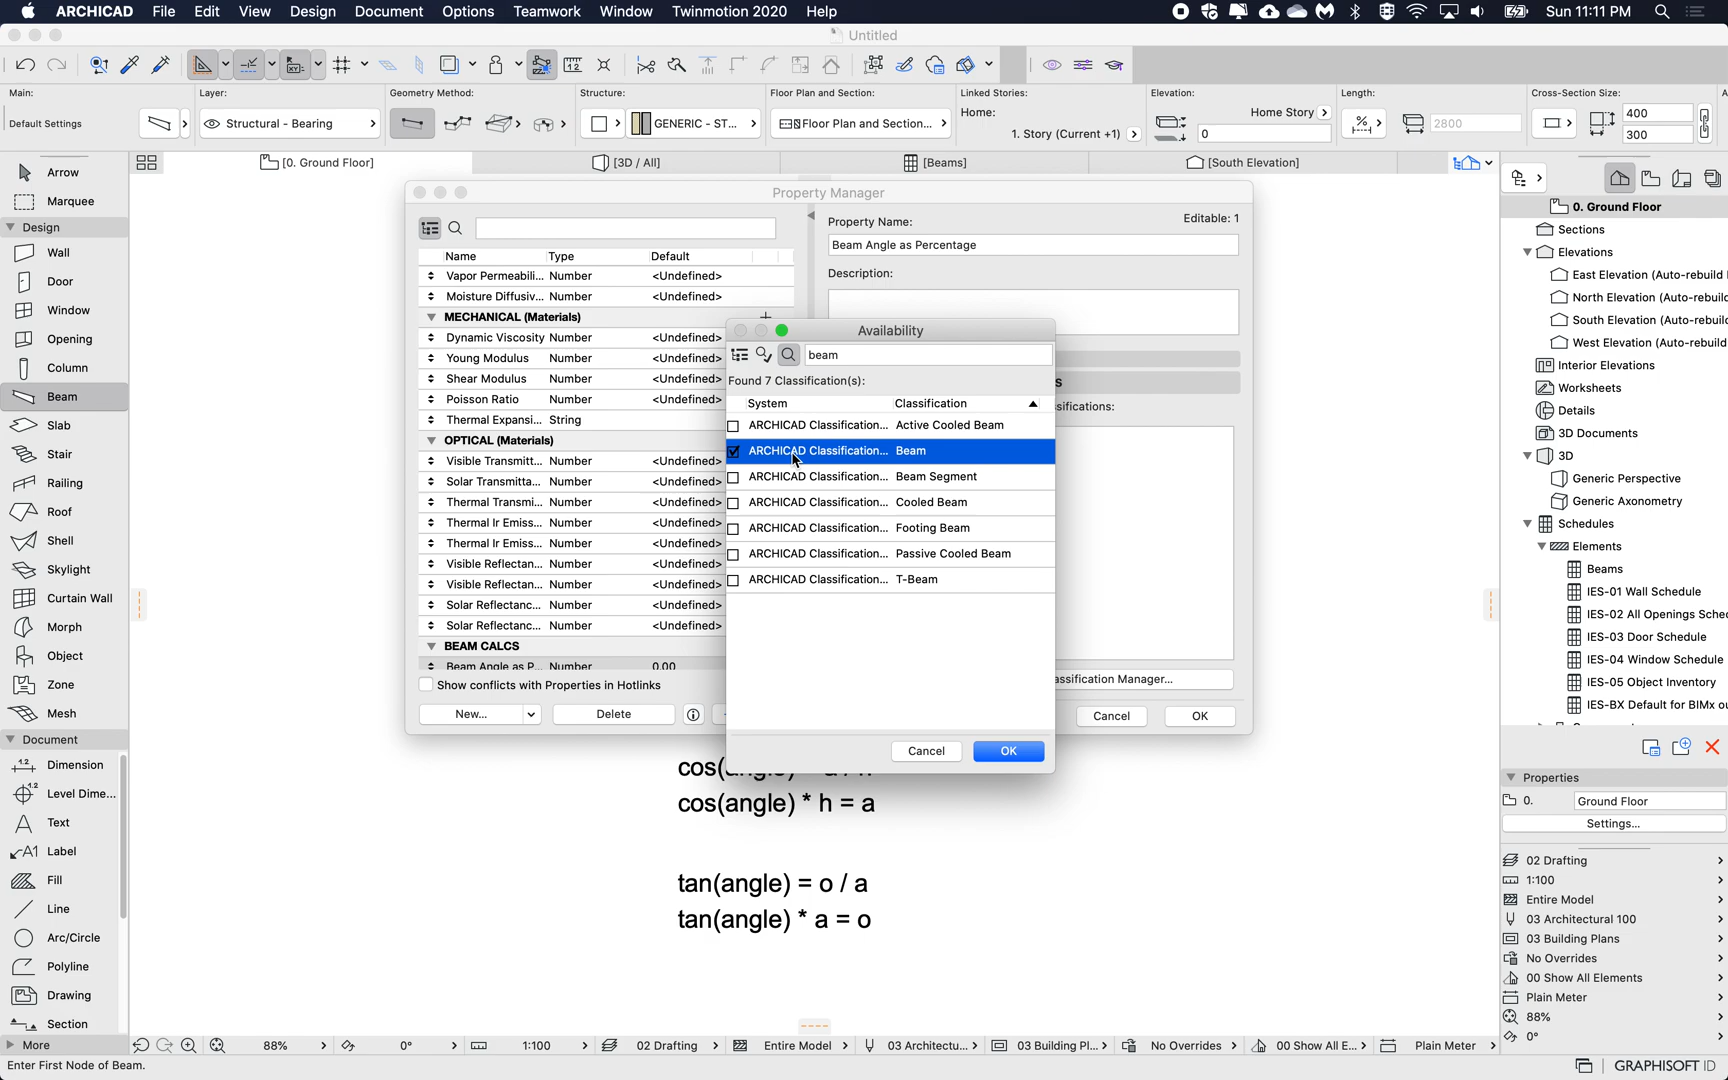 ARCHICAD File Edit View Design Document Options Teamwork Window Twinmotion 2020 Help Sun 11:11 PM
Untitled
Main: Layer: Geometry Method: Structure: Floor Plan and Section: Linked Stories: Elevation: Length: Cross-Section Size:
Default Settings Structural - Bearing GENERIC - ST... Floor Plan and Section... Home: 1. Story (Current +1) Home Story 0 2800 400 300
[0. Ground Floor] [3D / All] [Beams] [South Elevation]
Arrow
Marquee
Design
Wall
Door
Window
Opening
Column
Beam
Slab
Stair
Railing
Roof
Shell
Skylight
Curtain Wall
Morph
Object
Zone
Mesh
Document
Dimension
Level Dime...
Text
Label
Fill
Line
Arc/Circle
Polyline
Drawing
Section
More
Property Manager
Name Type Default
Vapor Permeabili... Number <Undefined>
Moisture Diffusiv... Number <Undefined>
MECHANICAL (Materials)
Dynamic Viscosity Number <Undefined>
Young Modulus Number <Undefined>
Shear Modulus Number <Undefined>
Poisson Ratio Number <Undefined>
Thermal Expansi... String
OPTICAL (Materials)
Visible Transmitt... Number <Undefined>
Solar Transmitta... Number <Undefined>
Thermal Transmi... Number <Undefined>
Thermal Ir Emiss... Number <Undefined>
Thermal Ir Emiss... Number <Undefined>
Visible Reflectan... Number <Undefined>
Visible Reflectan... Number <Undefined>
Solar Reflectanc... Number <Undefined>
Solar Reflectanc... Number <Undefined>
BEAM CALCS
Beam Angle as P... Number 0.00
Show conflicts with Properties in Hotlinks
New... Delete
Property Name: Editable: 1
Beam Angle as Percentage
Description:
Cancel OK
Availability
beam
Found 7 Classification(s):
System Classification
ARCHICAD Classification... Active Cooled Beam
ARCHICAD Classification... Beam
ARCHICAD Classification... Beam Segment
ARCHICAD Classification... Cooled Beam
ARCHICAD Classification... Footing Beam
ARCHICAD Classification... Passive Cooled Beam
ARCHICAD Classification... T-Beam
Cancel OK
cos(angle) * h = a
tan(angle) = o / a
tan(angle) * a = o
0. Ground Floor
Sections
Elevations
East Elevation (Auto-rebuild
North Elevation (Auto-rebuild
South Elevation (Auto-rebuild
West Elevation (Auto-rebuild
Interior Elevations
Worksheets
Details
3D Documents
3D
Generic Perspective
Generic Axonometry
Schedules
Elements
Beams
IES-01 Wall Schedule
IES-02 All Openings Sche
IES-03 Door Schedule
IES-04 Window Schedule
IES-05 Object Inventory
IES-BX Default for BIMx ou
Properties
0. Ground Floor
Settings...
02 Drafting
1:100
Entire Model
03 Architectural 100
03 Building Plans
No Overrides
00 Show All Elements
Plain Meter
88%
0°
88% 0° 1:100 02 Drafting Entire Model 03 Architectu... 03 Building Pl... No Overrides 00 Show All E... Plain Meter
Enter First Node of Beam. GRAPHISOFT ID